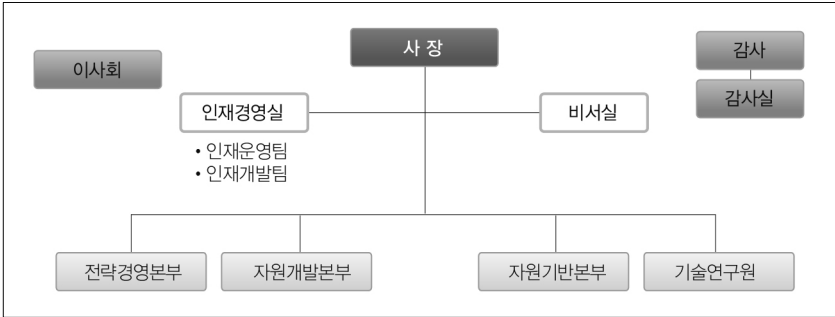 사 장
이사회
감사
감사실
인재경영실
비서실
• 인재운영팀
• 인재개발팀
전략경영본부
자원개발본부
자원기반본부
기술연구원